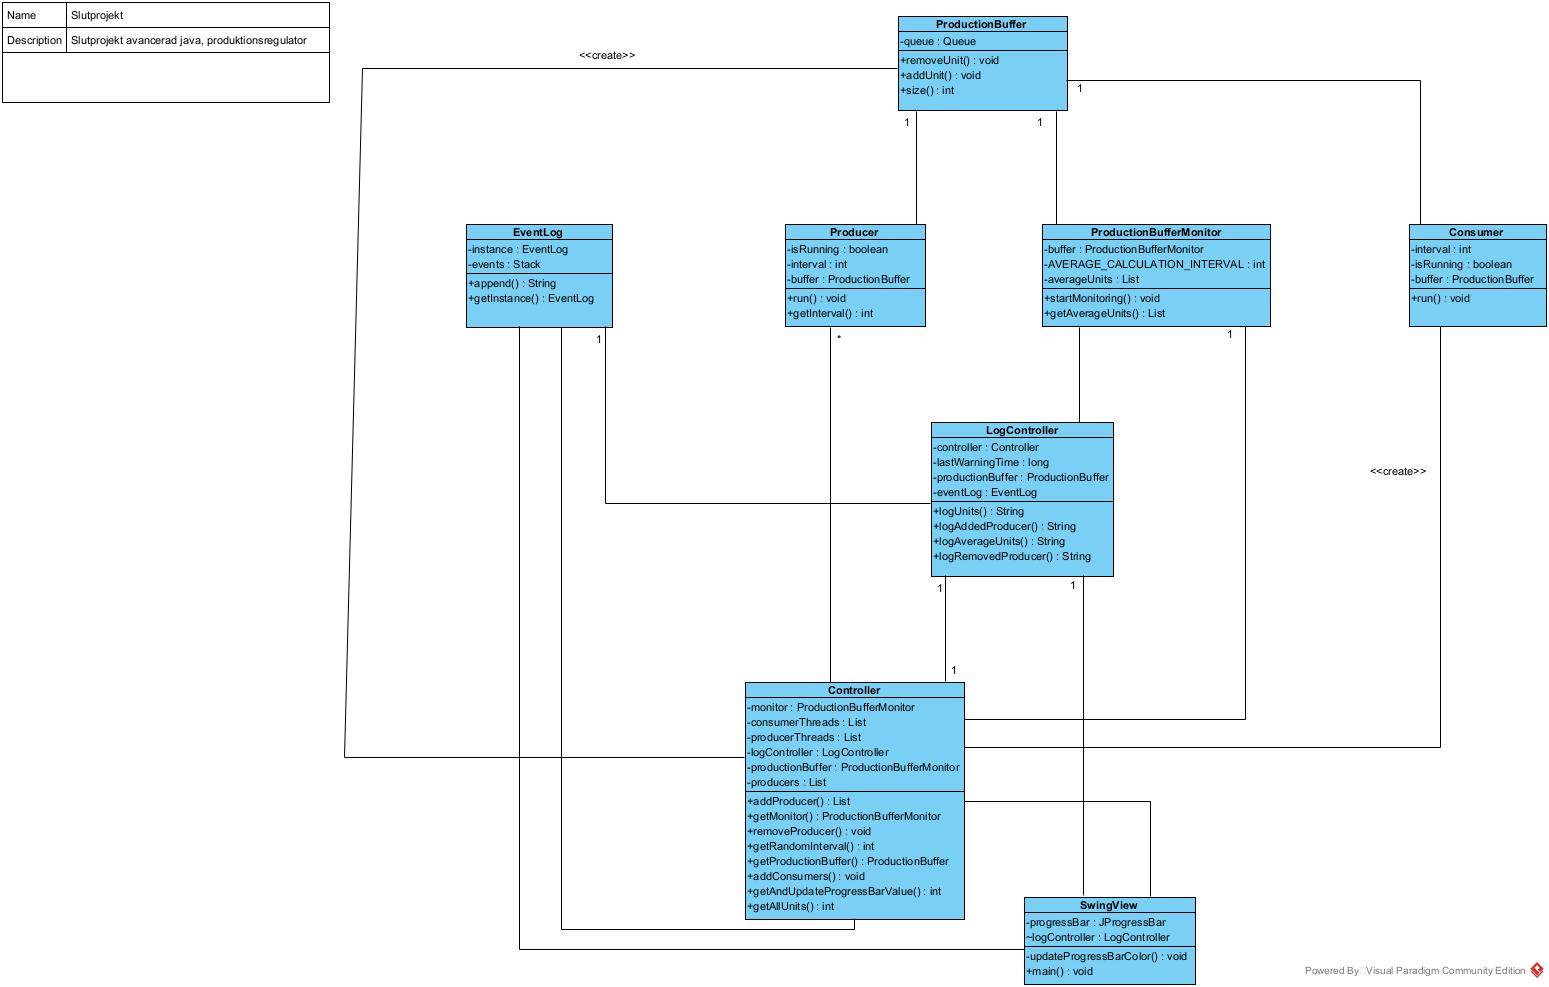 Name Slutprojekt
Description Slutprojekt avancerad java, produktionsregulator
<<create>>
ProductionBuffer
-queue : Queue
+removeUnit() : void
+addUnit() : void
+size() : int
1
1
1
EventLog
-instance : EventLog
-events : Stack
+append() : String
+getInstance() : EventLog
1
Producer
-isRunning : boolean
-interval : int
-buffer : ProductionBuffer
+run() : void
+getInterval() : int
*
ProductionBufferMonitor
-buffer : ProductionBufferMonitor
-AVERAGE_CALCULATION_INTERVAL : int
-averageUnits : List
+startMonitoring() : void
+getAverageUnits() : List
1
Consumer
-interval : int
-isRunning : boolean
-buffer : ProductionBuffer
+run() : void
<<create>>
LogController
-controller : Controller
-lastWarningTime : long
-productionBuffer : ProductionBuffer
-eventLog : EventLog
+logUnits() : String
+logAddedProducer() : String
+logAverageUnits() : String
+logRemovedProducer() : String
1
1
1
Controller
-monitor : ProductionBufferMonitor
-consumerThreads : List
-producerThreads : List
-logController : LogController
-productionBuffer : ProductionBufferMonitor
-producers : List
+addProducer() : List
+getMonitor() : ProductionBufferMonitor
+removeProducer() : void
+getRandomInterval() : int
+getProductionBuffer() : ProductionBuffer
+addConsumers() : void
+getAndUpdateProgressBarValue() : int
+getAllUnits() : int
SwingView
-progressBar : JProgressBar
~logController : LogController
-updateProgressBarColor() : void
+main() : void
Powered By Visual Paradigm Community Edition